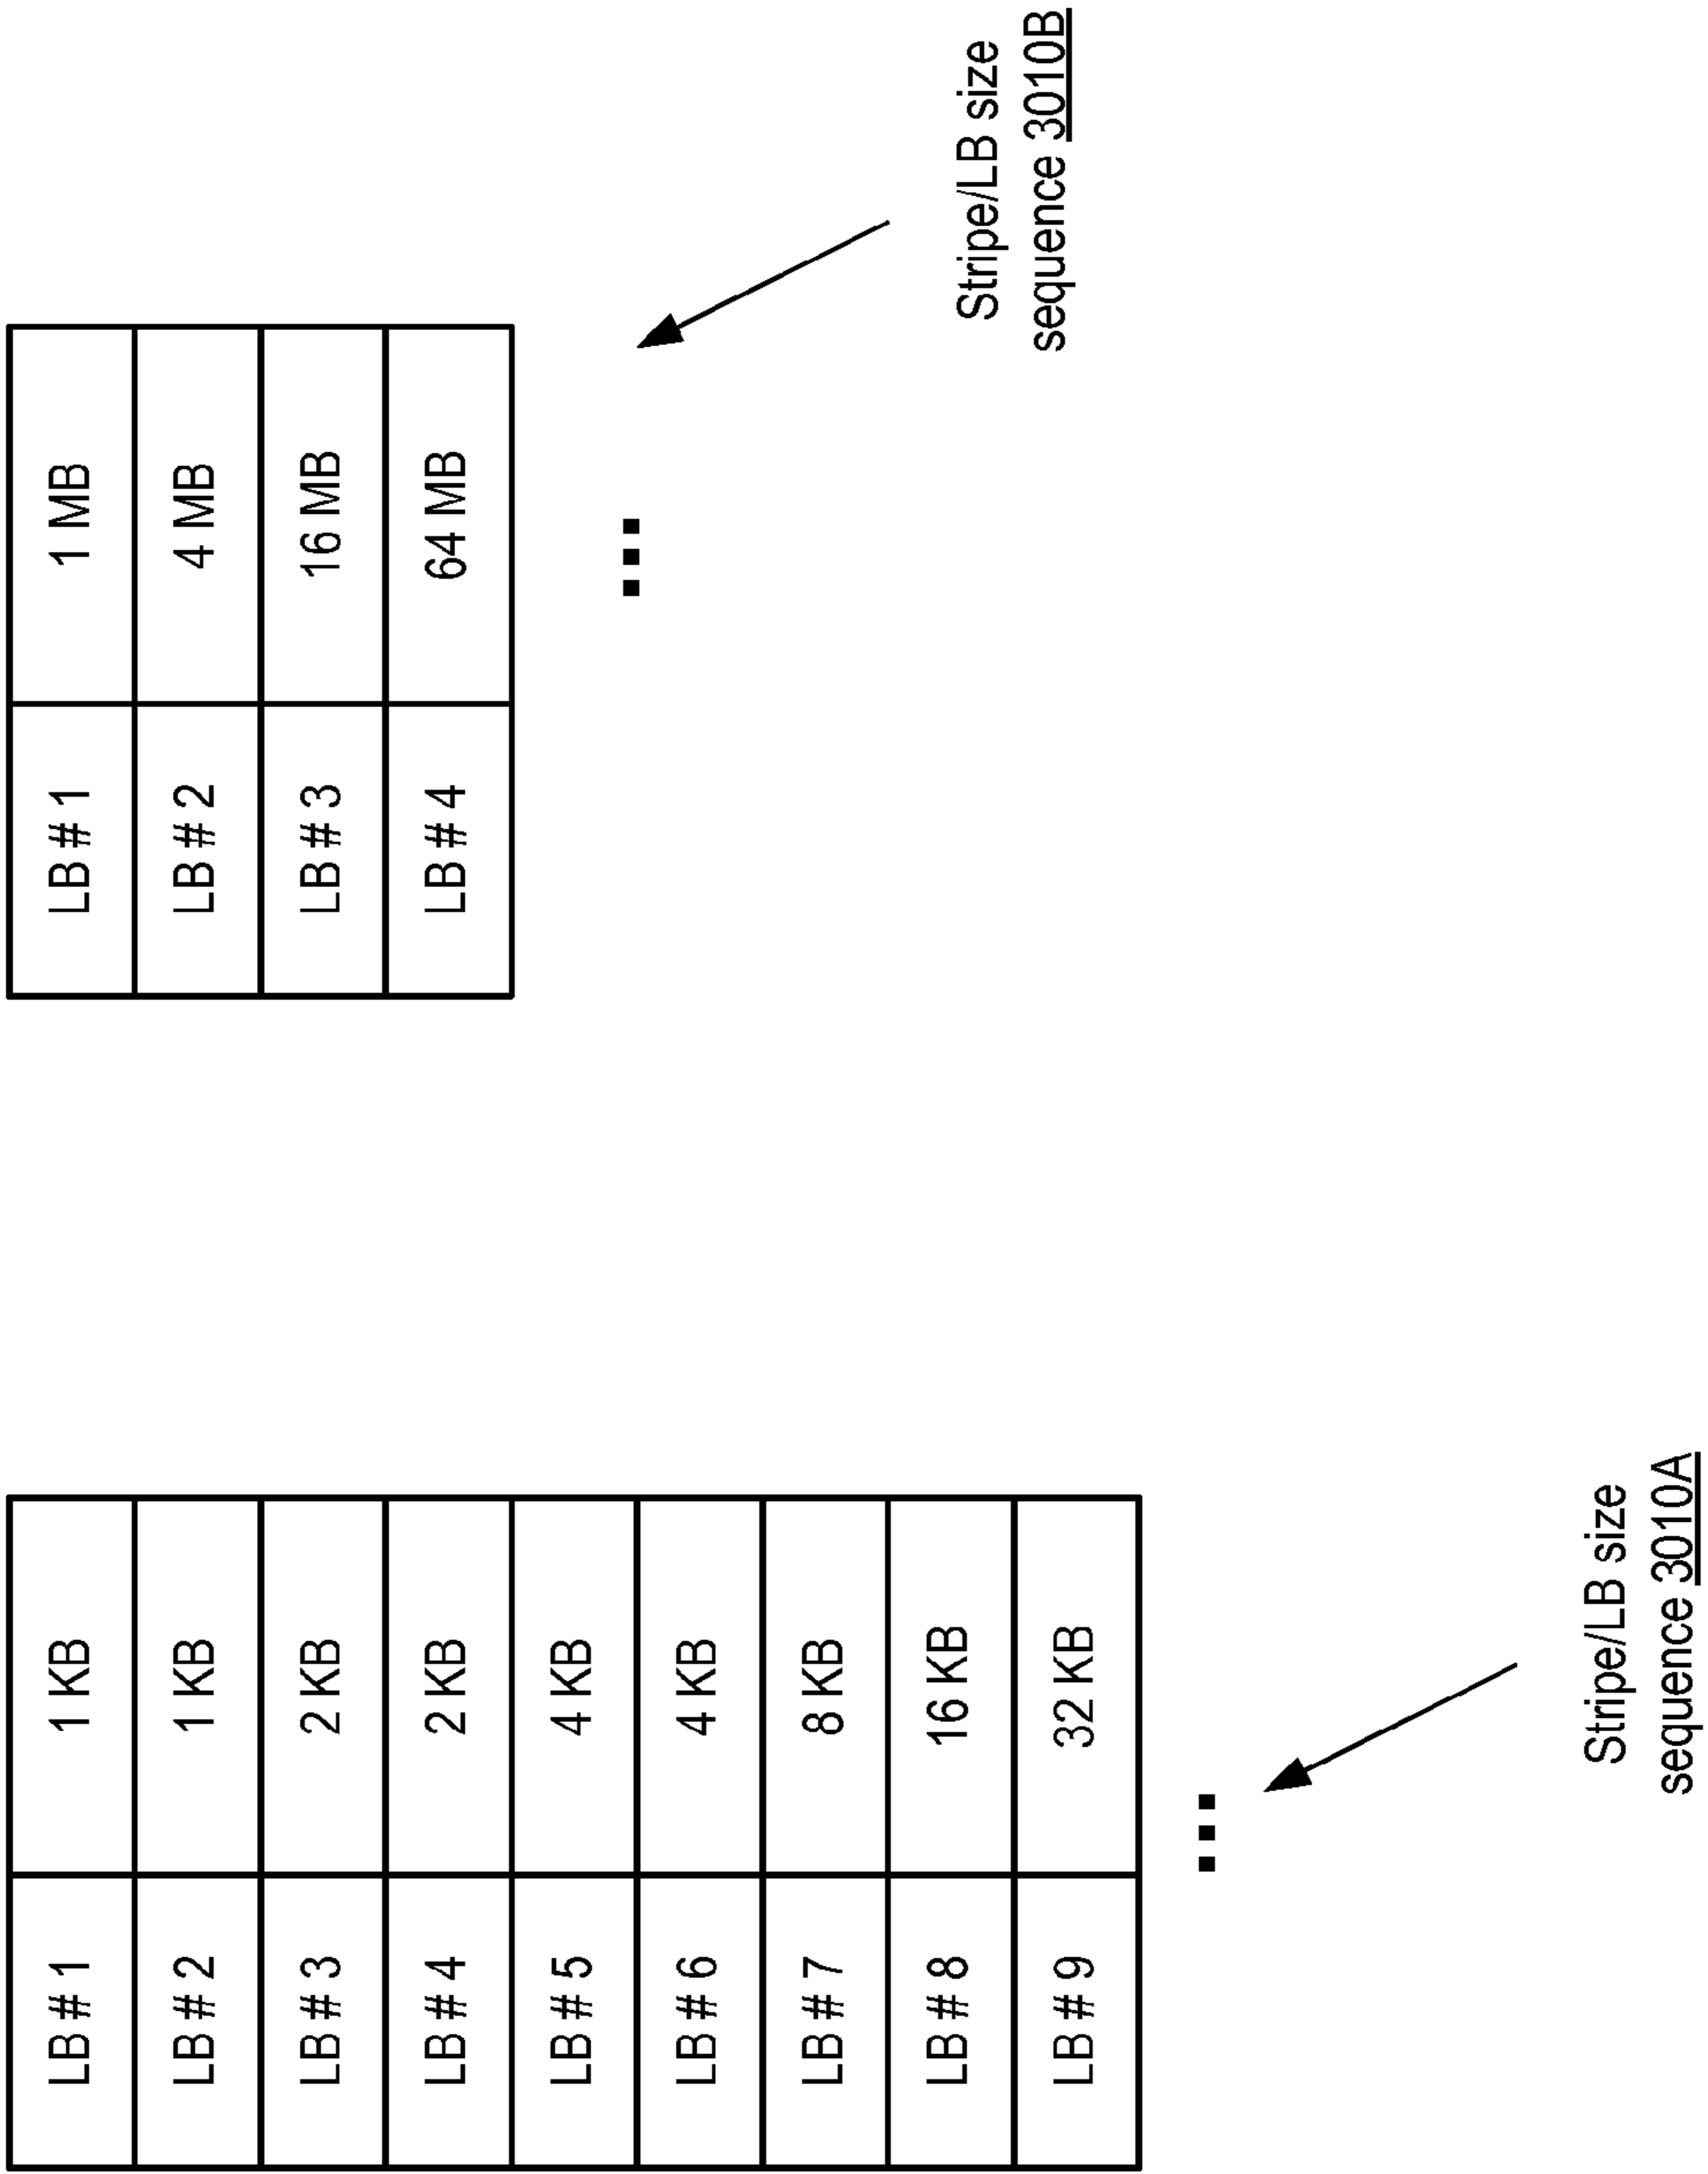 LB # 1 1 KB
LB # 2 1 KB
LB # 3 2 KB
LB # 4 2 KB
LB # 5 4 KB
LB # 6 4 KB
LB # 7 8 KB
LB # 8 16 KB
LB # 9 32 KB
...
Stripe/LB size
sequence 3010A
LB # 1 1 MB
LB # 2 4 MB
LB # 3 16 MB
LB # 4 64 MB
...
Stripe/LB size
sequence 3010B